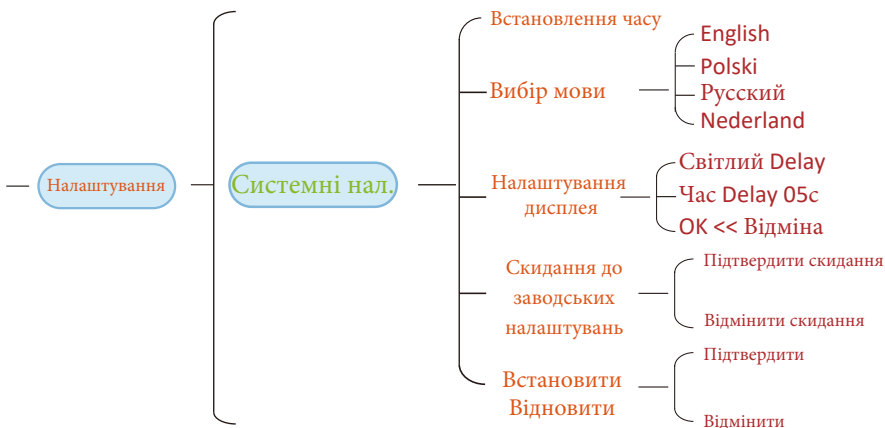 Налаштування
Системні нал.
Встановлення часу
Вибір мови
English
Polski
Русский
Nederland
Налаштування
дисплея
Світлий Delay
Час Delay 05с
OK << Відміна
Скидання до
заводських
налаштувань
Підтвердити скидання
Відмінити скидання
Встановити
Відновити
Підтвердити
Відмінити